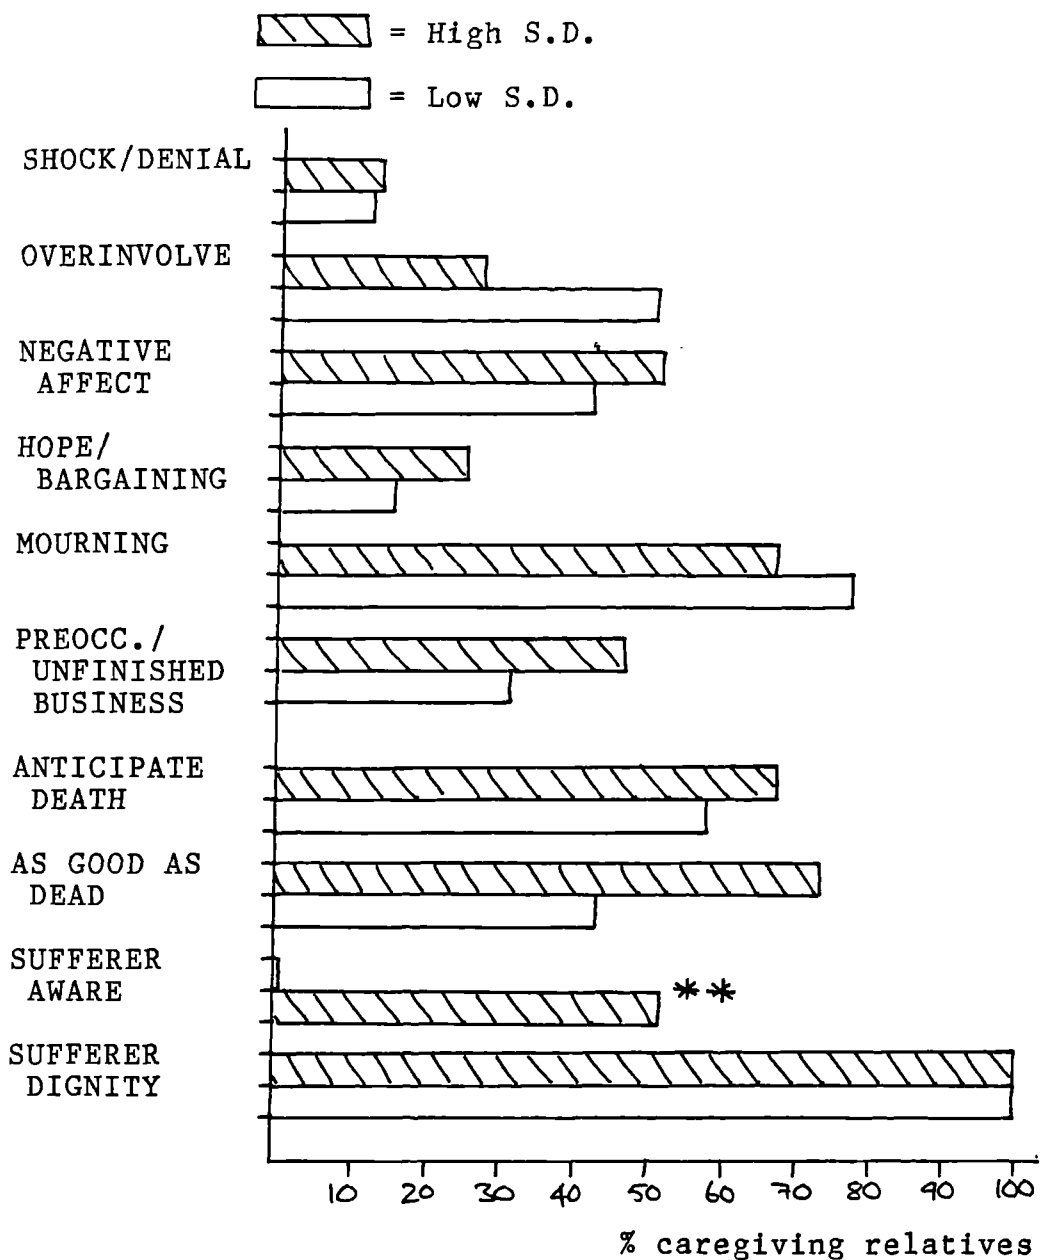 = High S.D.
= Low S.D.
SHOCK/DENIAL
OVERINVOLVE
NEGATIVE
AFFECT
HOPE/
BARGAINING
MOURNING
PREOCC./
UNFINISHED
BUSINESS
ANTICIPATE
DEATH
AS GOOD AS
DEAD
SUFFERER
AWARE
**
SUFFERER
DIGNITY
10 20 30 40 50 60 70 80 90 100
% caregiving relatives